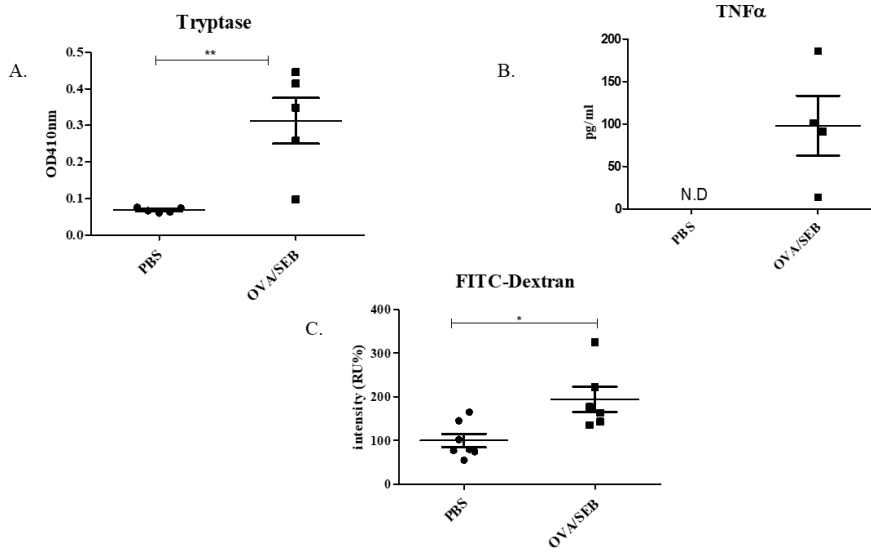 A.
Tryptase
**
0.5
0.4
0.3
0.2
0.1
0.0
OD410nm
PBS
OVA/SEB
B.
TNFα
200
150
100
50
0
pg/ml
N.D
PBS
OVA/SEB
C.
FITC-Dextran
*
400
300
200
100
0
intensity (RU%)
PBS
OVA/SEB